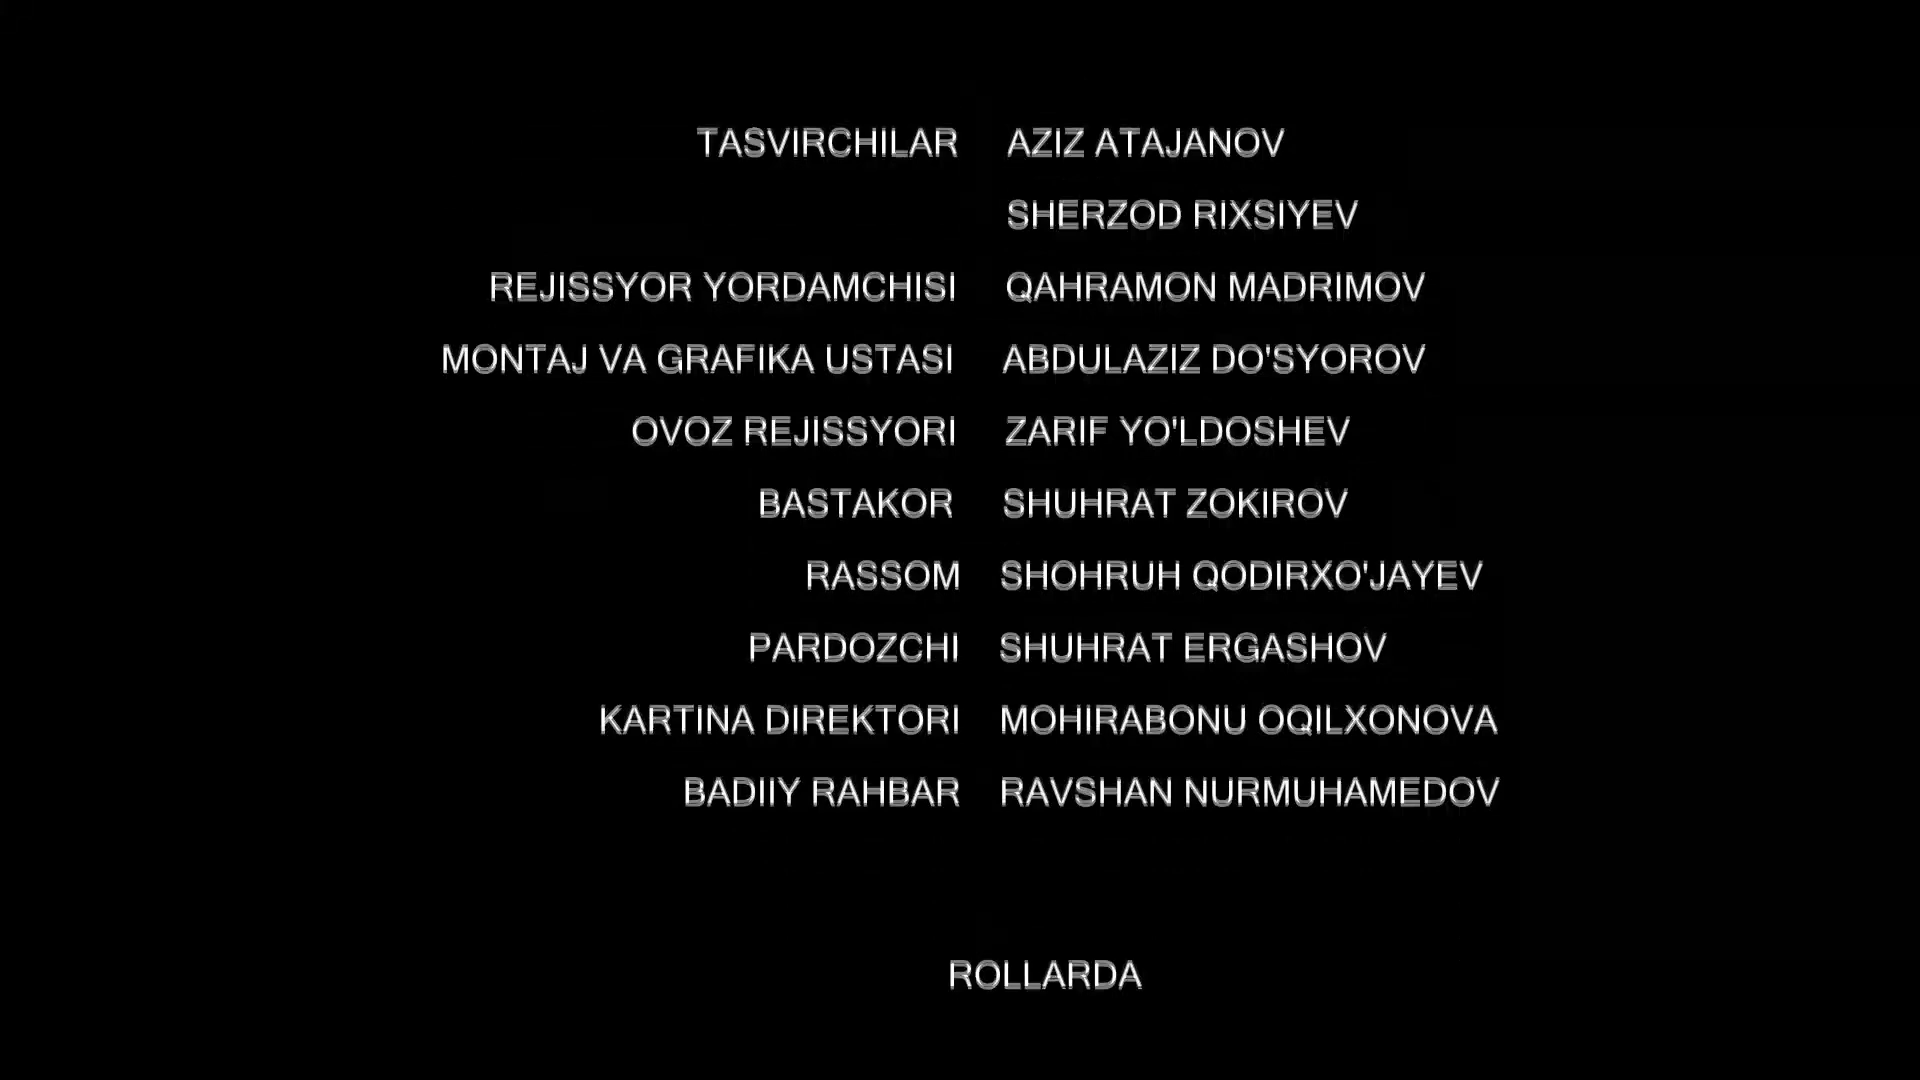 TASVIRCHILAR AZIZ ATAJANOV
SHERZOD RIXSIYEV
REJISSYOR YORDAMCHISI QAHRAMON MADRIMOV
MONTAJ VA GRAFIKA USTASI ABDULAZIZ DO'SYOROV
OVOZ REJISSYORI ZARIF YO'LDOSHEV
BASTAKOR SHUHRAT ZOKIROV
RASSOM SHOHRUH QODIRXO'JAYEV
PARDOZCHI SHUHRAT ERGASHOV
KARTINA DIREKTORI MOHIRABONU OQILXONOVA
BADIIY RAHBAR RAVSHAN NURMUHAMEDOV
ROLLARDA